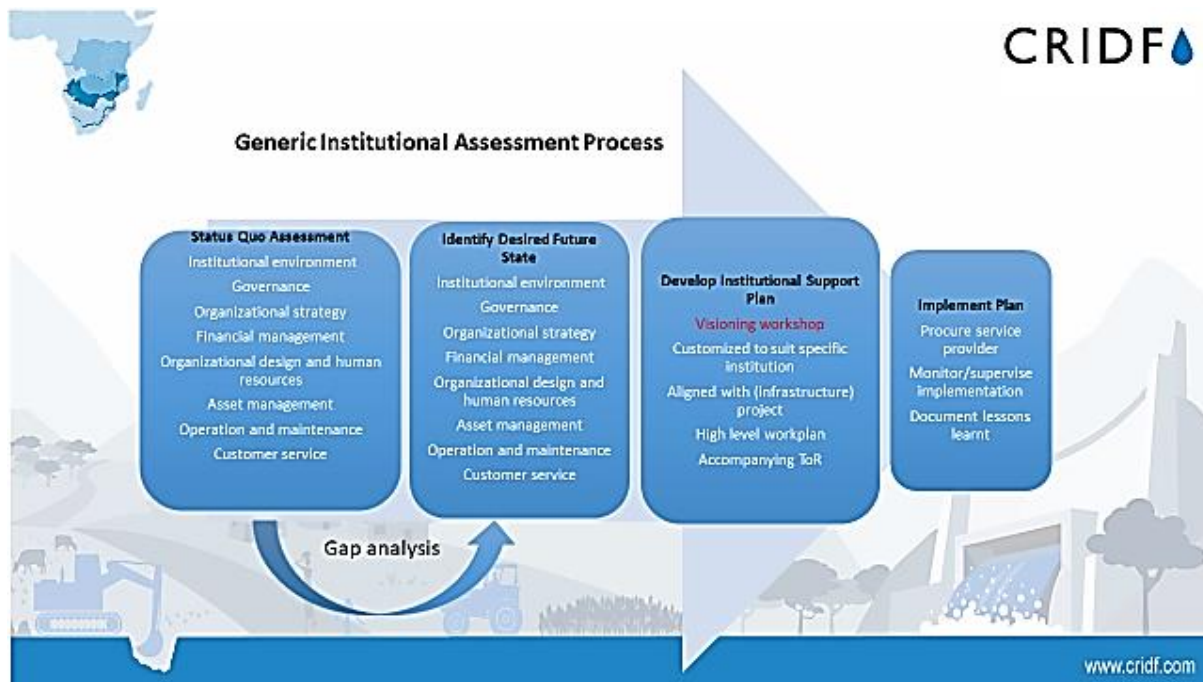 CRIDF
Generic Institutional Assessment Process
Status Quo Assessment
Institutional environment
Governance
Organizational strategy
Financial management
Organizational design and human
resources
Asset management
Operation and maintenance
Customer service
Identify Desired Future
State
Institutional environment
Governance
Organizational strategy
Financial management
Organizational design and
human resources
Asset management
Operation and maintenance
Customer service
Develop Institutional Support
Plan
Visioning workshop
Customized to suit specific
institution
Aligned with (infrastructure)
project
High level workplan
Accompanying ToR
Implement Plan
Procure service
provider
Monitor/supervise
implementation
Document lessons
learnt
Gap analysis
www.cridf.com